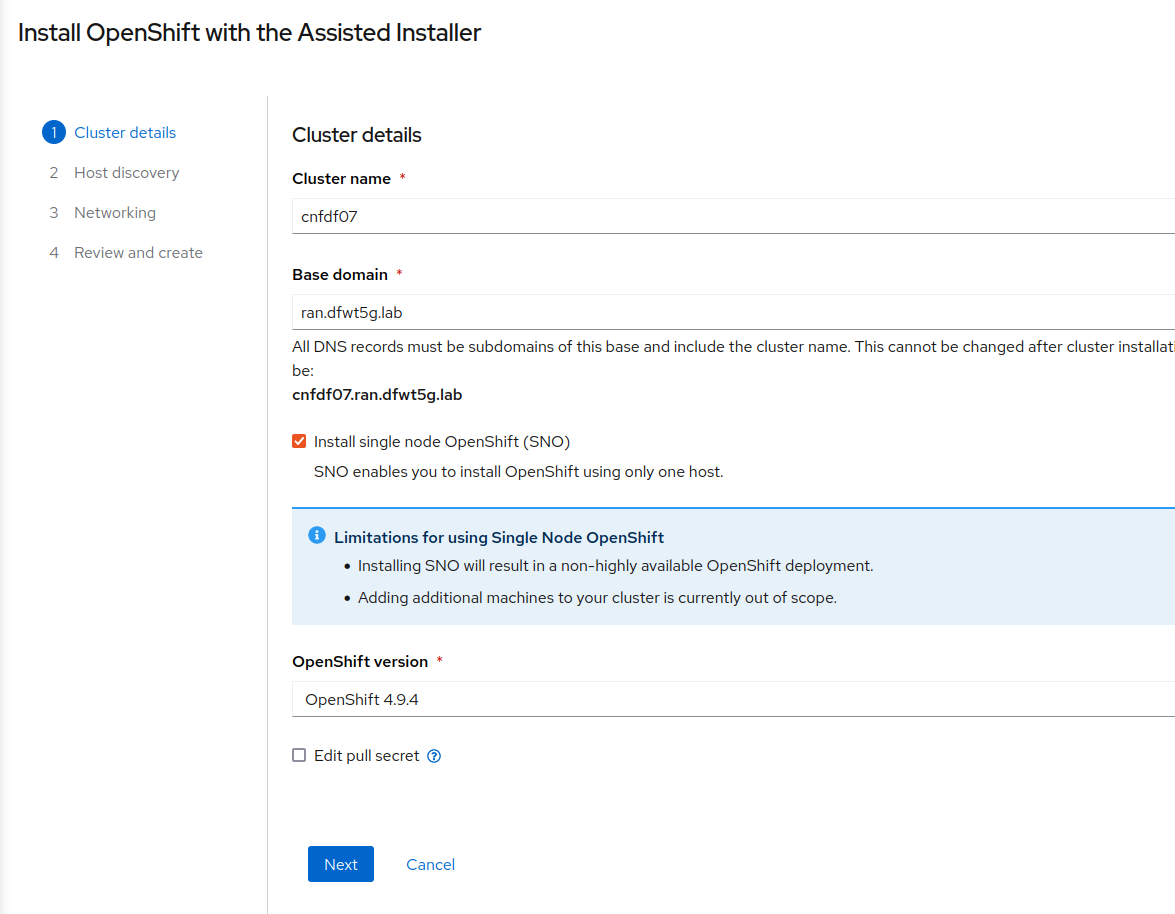 Install OpenShift with the Assisted Installer
1 Cluster details
2 Host discovery
3 Networking
4 Review and create
Cluster details
Cluster name *
cnfdf07
Base domain *
ran.dfwt5g.lab
All DNS records must be subdomains of this base and include the cluster name. This cannot be changed after cluster
be:
cnfdf07.ran.dfwt5g.lab
Install single node OpenShift (SNO)
SNO enables you to install OpenShift using only one host.
Limitations for using Single Node OpenShift
• Installing SNO will result in a non-highly available OpenShift deployment.
• Adding additional machines to your cluster is currently out of scope.
OpenShift version *
OpenShift 4.9.4
Edit pull secret
Next Cancel